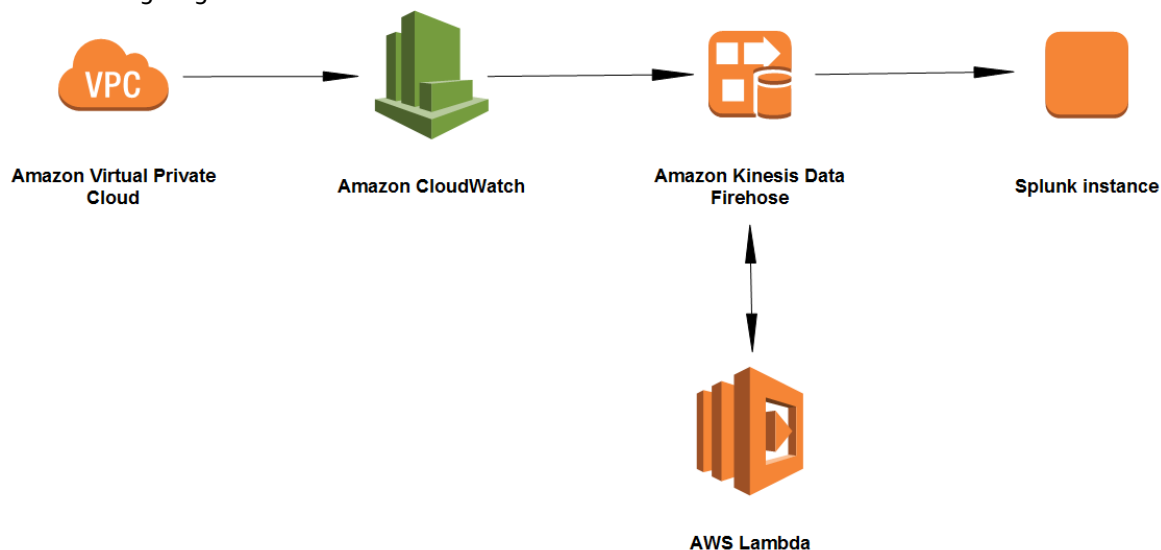 VPC
Amazon Virtual Private
Cloud
Amazon CloudWatch
Amazon Kinesis Data
Firehose
Splunk instance
AWS Lambda